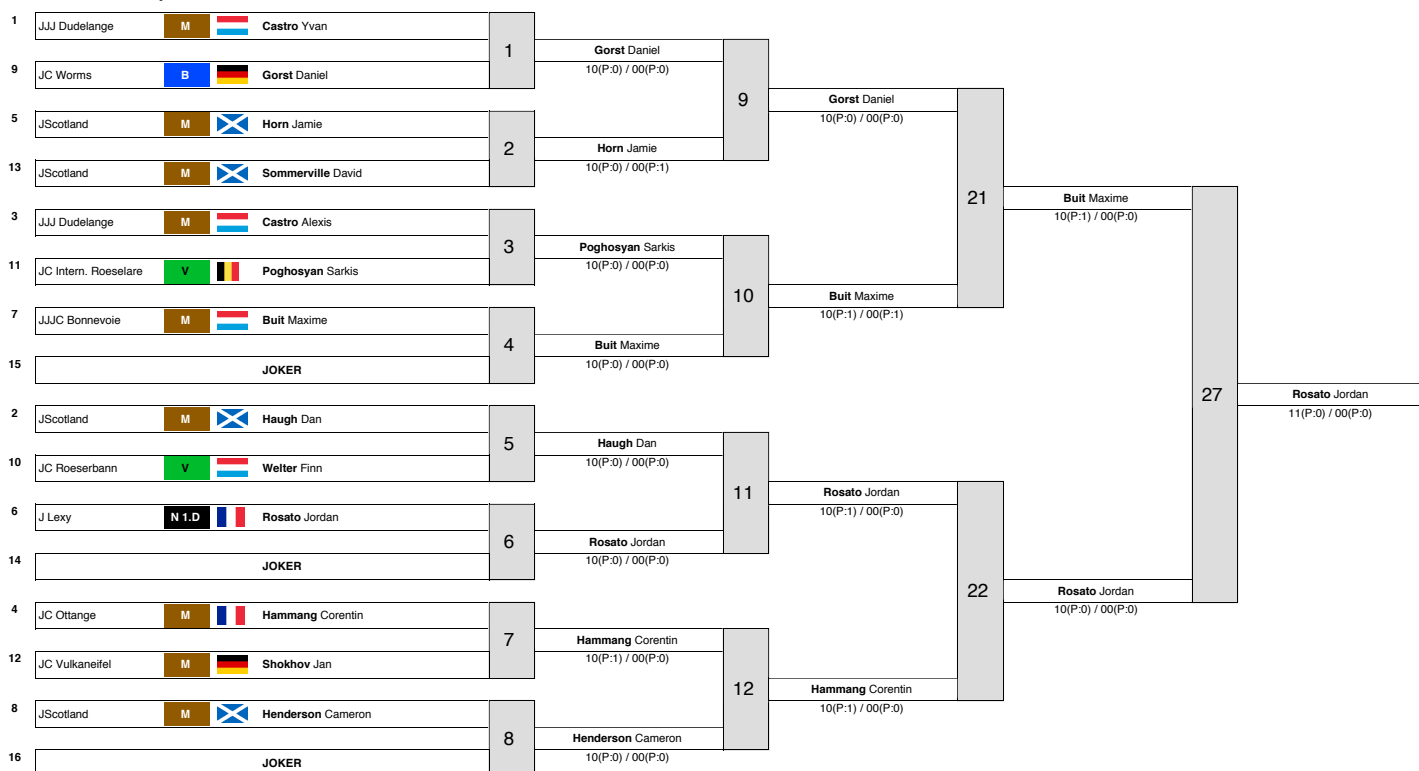 1 JJJ Dudelange M Castro Yvan
1
Gorst Daniel
10(P:0) / 00(P:0)
9 JC Worms B Gorst Daniel
9
Gorst Daniel
10(P:0) / 00(P:0)
5 JScotland M Horn Jamie
2
Horn Jamie
10(P:0) / 00(P:1)
13 JScotland M Sommerville David
21
Buit Maxime
10(P:1) / 00(P:0)
3 JJJ Dudelange M Castro Alexis
3
Poghosyan Sarkis
10(P:0) / 00(P:0)
11 JC Intern. Roeselare V Poghosyan Sarkis
10
Buit Maxime
10(P:1) / 00(P:1)
7 JJJC Bonnevoie M Buit Maxime
4
Buit Maxime
10(P:0) / 00(P:0)
15 JOKER
27
Rosato Jordan
11(P:0) / 00(P:0)
2 JScotland M Haugh Dan
5
Haugh Dan
10(P:0) / 00(P:0)
10 JC Roeserbann V Welter Finn
11
Rosato Jordan
10(P:1) / 00(P:0)
6 J Lexy N 1.D Rosato Jordan
6
Rosato Jordan
10(P:0) / 00(P:0)
14 JOKER
22
Rosato Jordan
10(P:0) / 00(P:0)
4 JC Ottange M Hammang Corentin
7
Hammang Corentin
10(P:1) / 00(P:0)
12 JC Vulkaneifel M Shokhov Jan
12
Hammang Corentin
10(P:1) / 00(P:0)
8 JScotland M Henderson Cameron
8
Henderson Cameron
10(P:0) / 00(P:0)
16 JOKER